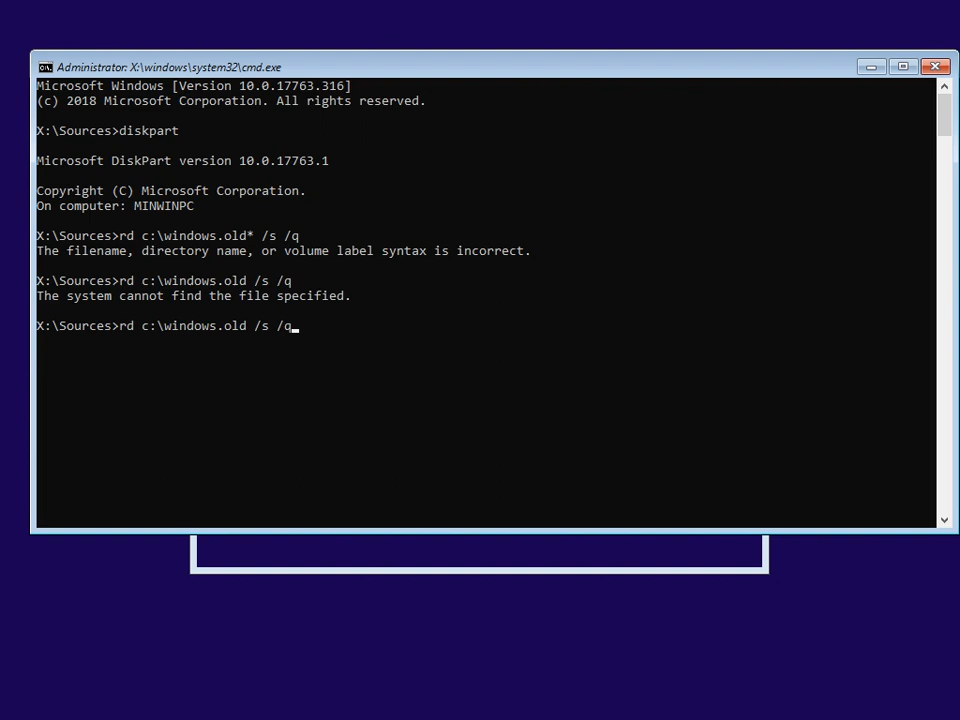 Administrator: X:\windows\system32\cmd.exe
Microsoft Windows [Version 10.0.17763.316]
(c) 2018 Microsoft Corporation. All rights reserved.
X:\Sources>diskpart
Microsoft DiskPart version 10.0.17763.1
Copyright (C) Microsoft Corporation.
On computer: MINWINPC
X:\Sources>rd c:\windows.old* /s /q
The filename, directory name, or volume label syntax is incorrect.
X:\Sources>rd c:\windows.old /s /q
The system cannot find the file specified.
X:\Sources>rd c:\windows.old /s /q